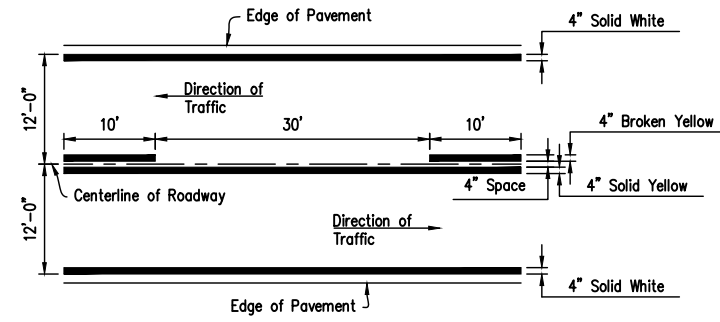 Edge of Pavement
4" Solid White
12'-0"
Direction of
Traffic
10'
30'
10'
4" Broken Yellow
Centerline of Roadway
4" Space
4" Solid Yellow
12'-0"
Direction of
Traffic
4" Solid White
Edge of Pavement